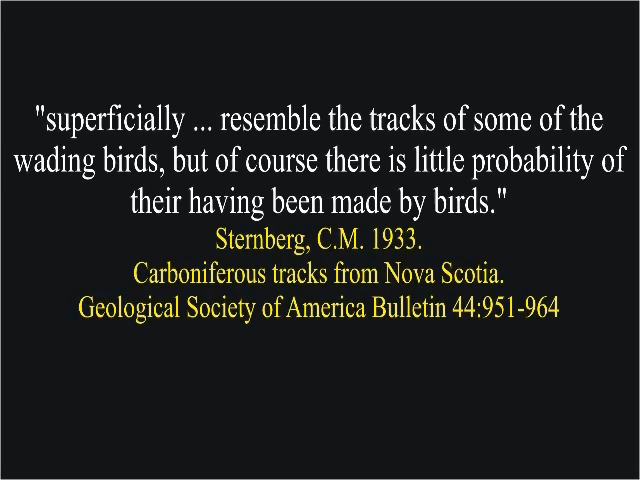 "superficially ... resemble the tracks of some of the
wading birds, but of course there is little probability of
their having been made by birds."
Sternberg, C.M. 1933.
Carboniferous tracks from Nova Scotia.
Geological Society of America Bulletin 44:951-964